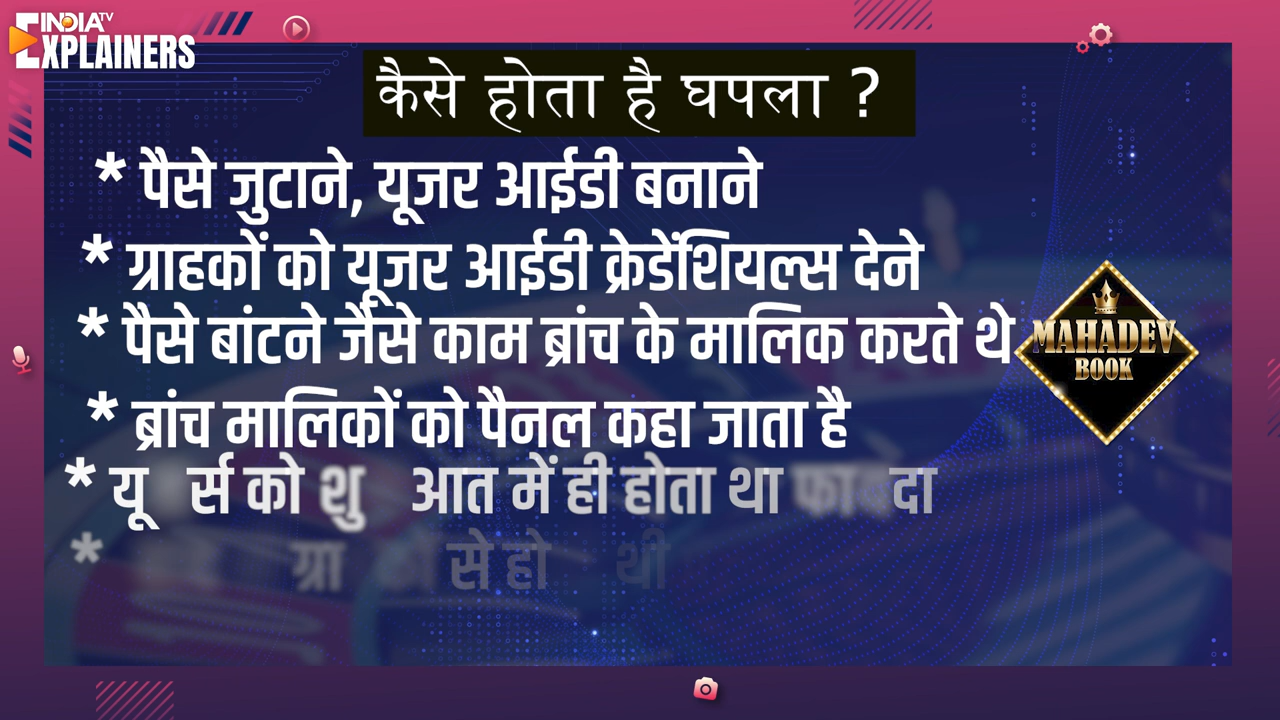 INDIA TV
EXPLAINERS
कैसे होता है घपला ?
* पैसे जुटाने, यूजर आईडी बनाने
* ग्राहकों को यूजर आईडी क्रेडेंशियल्स देने
* पैसे बांटने जैसे काम ब्रांच के मालिक करते थे
MAHADEV
BOOK
* ब्रांच मालिकों को पैनल कहा जाता है
* को में ही होता था
* से थी